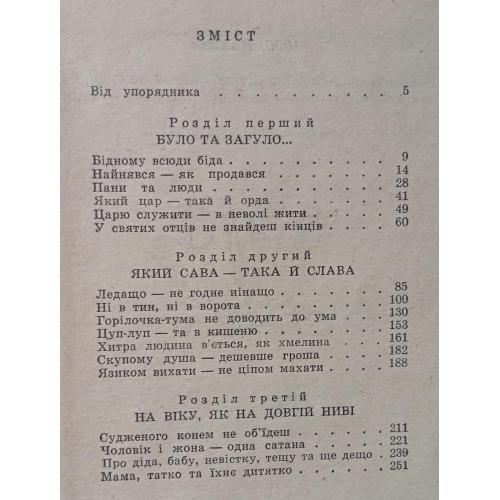 ЗМІСТ
Від упорядника . . . . . . . . . . 5
Розділ перший
БУЛО ТА ЗАГУЛО...
Бідному всюди біда . . . . . . . . . 9
Найнявся — як продався . . . . . . . . 14
Пани та люди . . . . . . . . . . 28
Який цар — така й орда . . . . . . . . 41
Царю служити — в неволі жити . . . . . . 49
У святих отців не знайдеш кінців . . . . . 60
Розділ другий
ЯКИЙ САВА — ТАКА Й СЛАВА
Ледащо — не годне нінащо . . . . . . . 85
Ні в тин, ні в ворота . . . . . . . . 100
Горілочка-тума не доводить до ума . . . . 130
Цуп-луп — та в кишеню . . . . . . . . 153
Хитра людина в'ється, як хмелина . . . . . 161
Скупому душа — дешевше гроша . . . . . . 182
Язиком вихати — не ціпом махати . . . . . 188
Розділ третій
НА ВІКУ, ЯК НА ДОВГІЙ НИВІ
Судженого конем не об'їдеш . . . . . . 211
Чоловік і жона — одна сатана . . . . . . 221
Про діда, бабу, невістку, тещу та ще дещо . 239
Мама, татко та їхнє дитятко . . . . . . 251